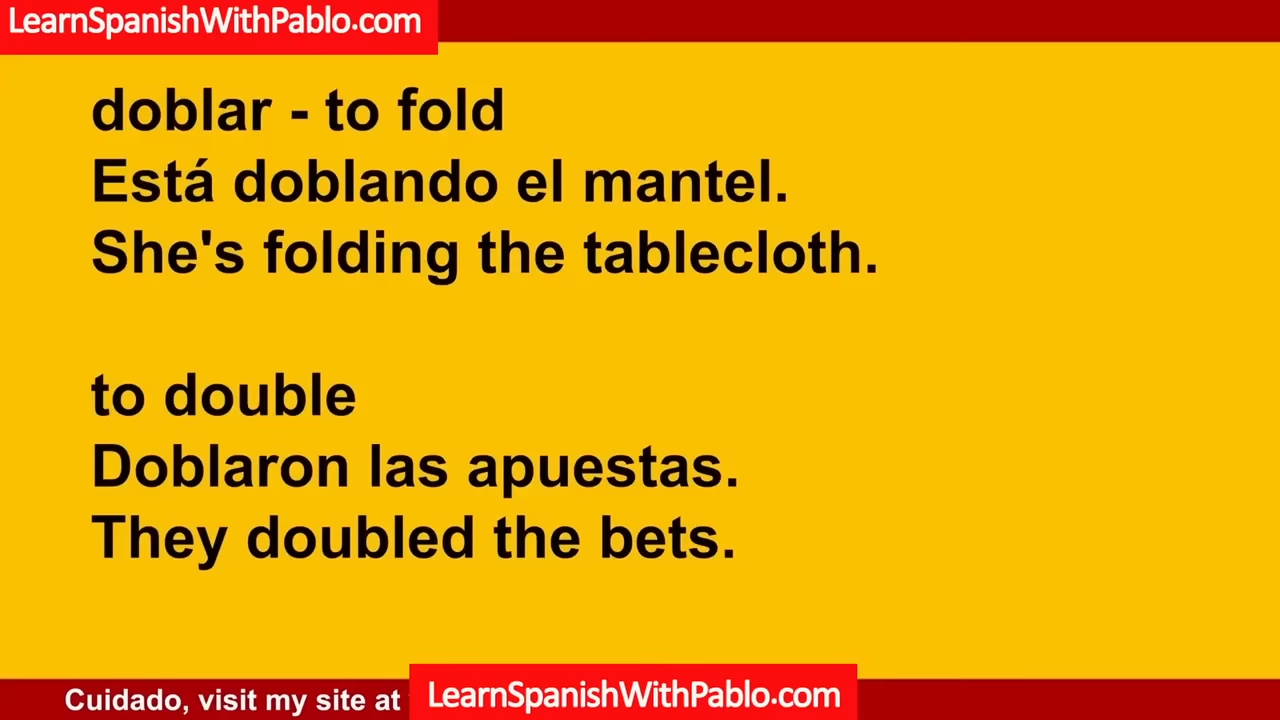 LearnSpanishWithPablo.com
doblar - to fold
Está doblando el mantel.
She's folding the tablecloth.
to double
Doblaron las apuestas.
They doubled the bets.
Cuidado, visit my site at
LearnSpanishWithPablo.com